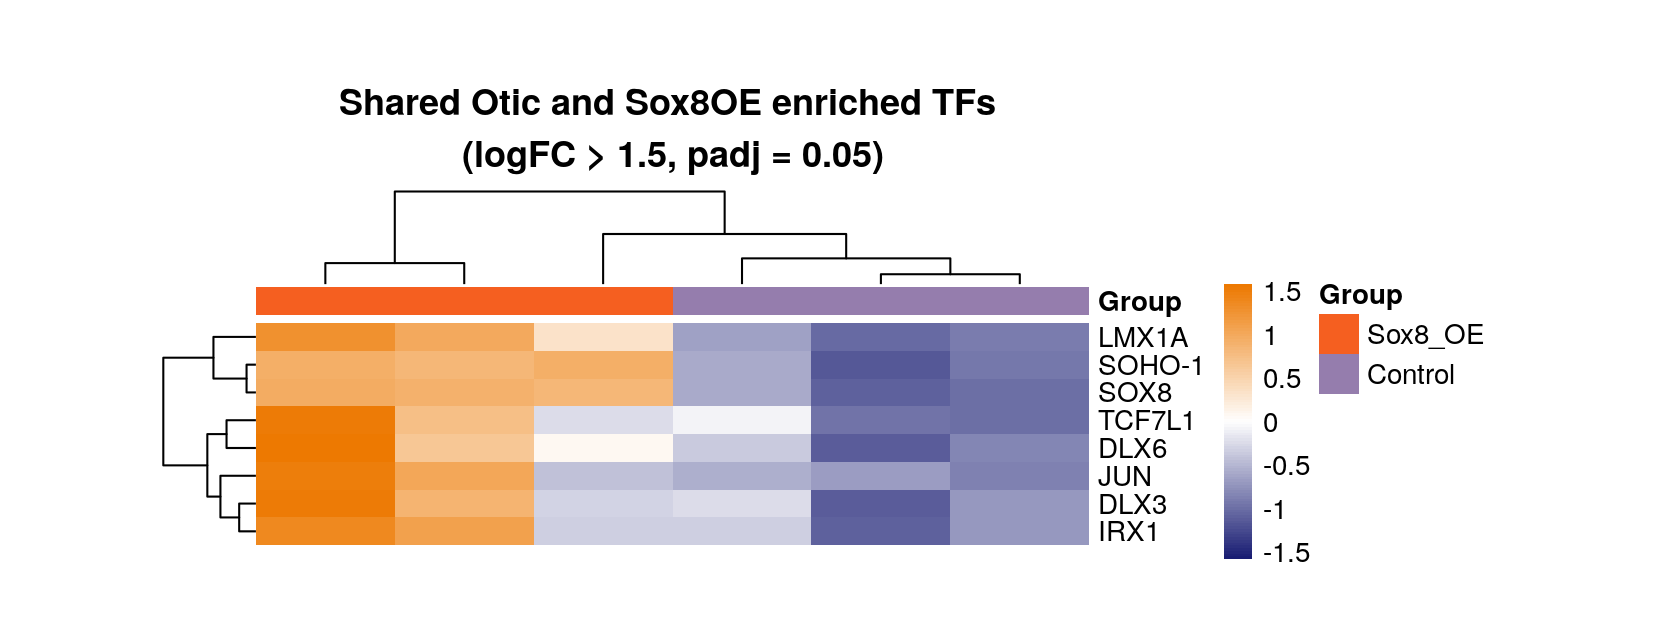 Shared Otic and Sox8OE enriched TFs
(logFC > 1.5, padj = 0.05)
Group
LMX1A
SOHO-1
SOX8
TCF7L1
DLX6
JUN
DLX3
IRX1
1.5
1
0.5
0
-0.5
-1
-1.5
Group
Sox8_OE
Control